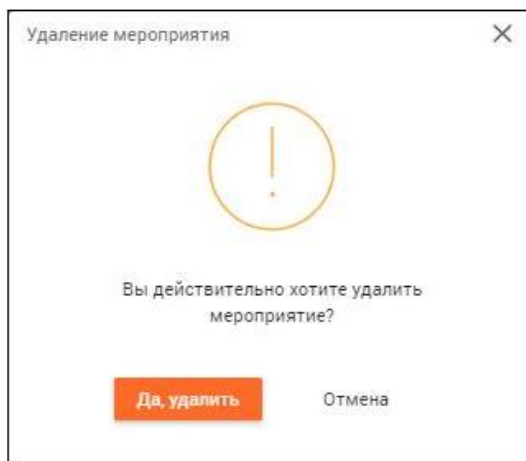 Удаление мероприятия
Вы действительно хотите удалить
мероприятие?
Да, удалить
Отмена